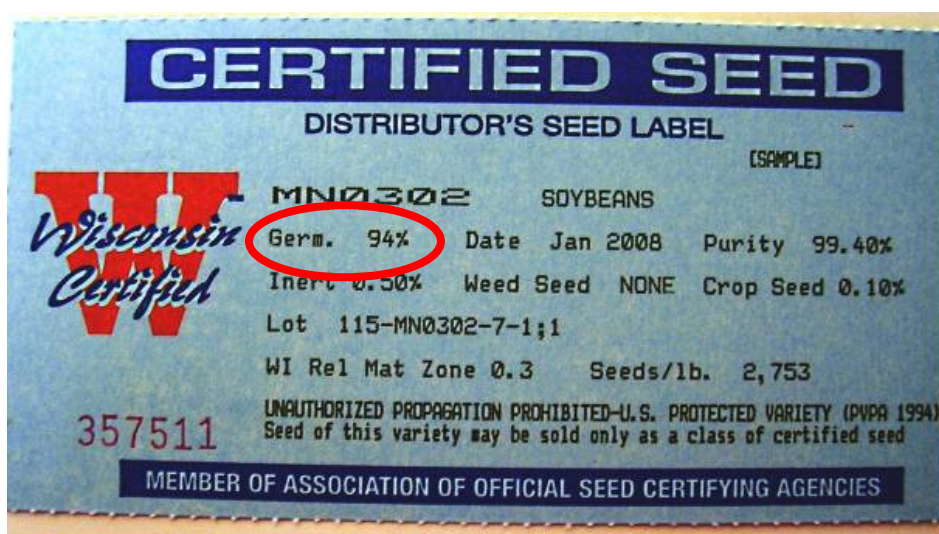 CERTIFIED SEED
DISTRIBUTOR'S SEED LABEL
[SAMPLE]
MN0302 SOYBEANS
Wisconsin
Certified
Germ. 94% Date Jan 2008 Purity 99.40%
Inert 0.50% Weed Seed NONE Crop Seed 0.10%
Lot 115-MN0302-7-1;1
WI Rel Mat Zone 0.3 Seeds/lb. 2,753
UNAUTHORIZED PROPAGATION PROHIBITED-U.S. PROTECTED VARIETY (PVPA 1994)
Seed of this variety may be sold only as a class of certified seed
357511
MEMBER OF ASSOCIATION OF OFFICIAL SEED CERTIFYING AGENCIES